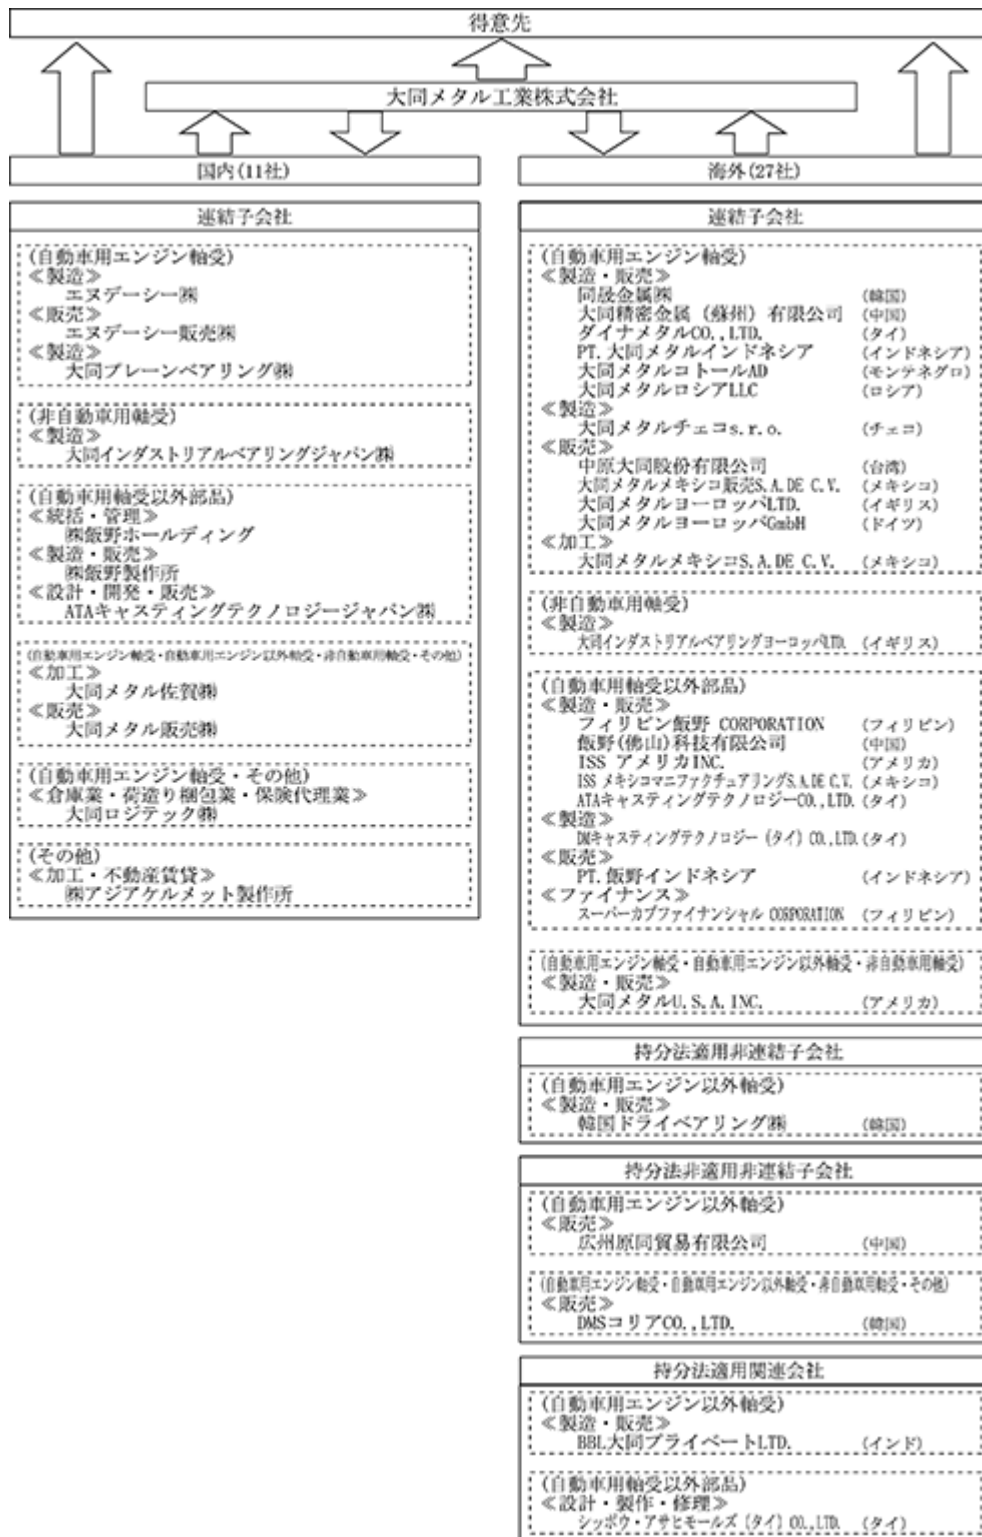 得意先
大同メタル工業株式会社
国内(11社)
連結子会社
(自動車用エンジン軸受)
≪製造≫
エヌデーシー㈱
≪販売≫
エヌデーシー販売㈱
≪製造≫
大同プレーンベアリング㈱
(非自動車用軸受)
≪製造≫
大同インダストリアルベアリングジャパン㈱
(自動車用軸受以外部品)
≪統括・管理≫
㈱飯野ホールディング
≪製造・販売≫
㈱飯野製作所
≪設計・開発・販売≫
ATAキャスティングテクノロジージャパン㈱
(自動車用エンジン軸受・自動車用エンジン以外軸受・非自動車用軸受・その他)
≪加工≫
大同メタル佐賀㈱
≪販売≫
大同メタル販売㈱
(自動車用エンジン軸受・その他)
≪倉庫業・荷造り梱包業・保険代理業≫
大同ロジテック㈱
(その他)
≪加工・不動産賃貸≫
㈱アジアケルメット製作所
海外(27社)
連結子会社
(自動車用エンジン軸受)
≪製造・販売≫
同晟金属㈱ (韓国)
大同精密金属（蘇州）有限公司 (中国)
ダイナメタルCO.,LTD. (タイ)
PT.大同メタルインドネシア (インドネシア)
大同メタルコトールAD (モンテネグロ)
大同メタルロシアLLC (ロシア)
≪製造≫
大同メタルチェコs.r.o. (チェコ)
≪販売≫
中原大同股份有限公司 (台湾)
大同メタルメキシコ販売S.A.DE C.V. (メキシコ)
大同メタルヨーロッパLTD. (イギリス)
大同メタルヨーロッパGmbH (ドイツ)
≪加工≫
大同メタルメキシコS.A.DE C.V. (メキシコ)
(非自動車用軸受)
≪製造≫
大同インダストリアルベアリングヨーロッパLTD. (イギリス)
(自動車用軸受以外部品)
≪製造・販売≫
フィリピン飯野 CORPORATION (フィリピン)
飯野(佛山)科技有限公司 (中国)
ISS アメリカINC. (アメリカ)
ISS メキシコマニファクチュアリングS.A.DE C.V. (メキシコ)
ATAキャスティングテクノロジーCO.,LTD. (タイ)
≪製造≫
DMキャスティングテクノロジー（タイ）CO.,LTD. (タイ)
≪販売≫
PT.飯野インドネシア (インドネシア)
≪ファイナンス≫
スーパーカブファイナンシャル CORPORATION (フィリピン)
(自動車用エンジン軸受・自動車用エンジン以外軸受・非自動車用軸受)
≪製造・販売≫
大同メタルU.S.A.INC. (アメリカ)
持分法適用非連結子会社
(自動車用エンジン以外軸受)
≪製造・販売≫
韓国ドライベアリング㈱ (韓国)
持分法非適用非連結子会社
(自動車用エンジン以外軸受)
≪販売≫
広州原同貿易有限公司 (中国)
(自動車用エンジン軸受・自動車用エンジン以外軸受・非自動車用軸受・その他)
≪販売≫
DMSコリアCO.,LTD. (韓国)
持分法適用関連会社
(自動車用エンジン以外軸受)
≪製造・販売≫
BBL大同プライベートLTD. (インド)
(自動車用軸受以外部品)
≪設計・製作・修理≫
シッポウ・アサヒモールズ（タイ）CO.,LTD. (タイ)